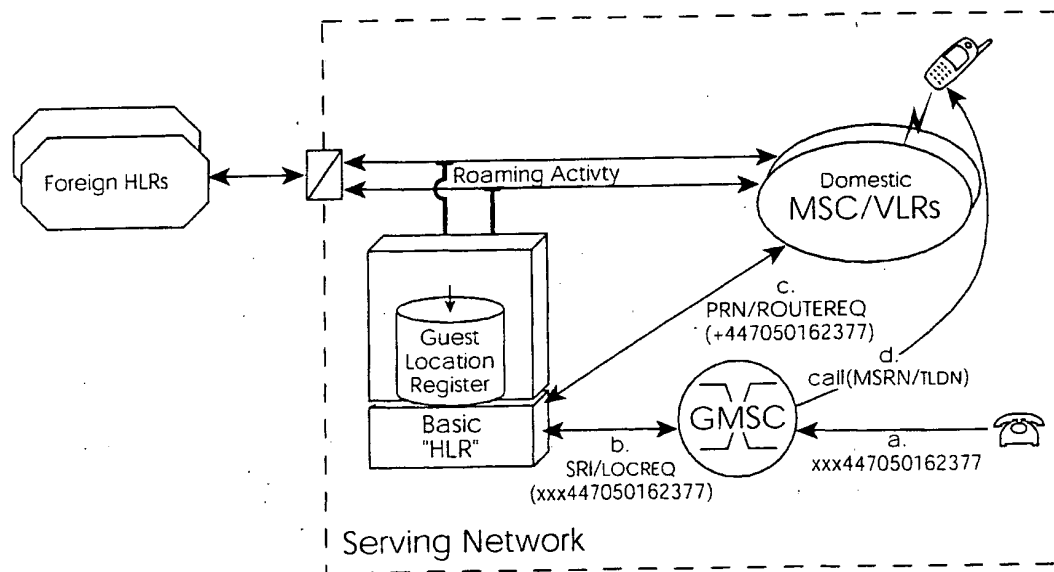 Foreign HLRs
Roaming Activty
Domestic
MSC/VLRs
Guest
Location
Register
Basic
"HLR"
c.
PRN/ROUTEREQ
(+447050162377)
d.
call(MSRN/TLDN)
GMSC
b.
SRI/LOCREQ
(xxx447050162377)
a.
xxx447050162377
Serving Network